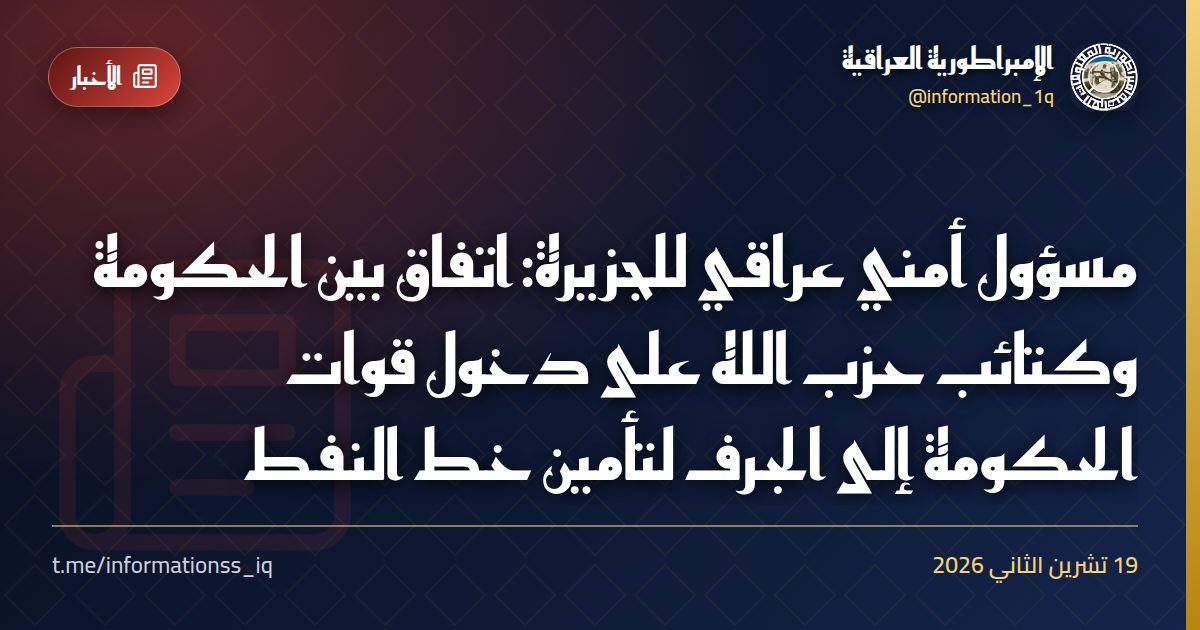 الإمبراطورية العراقية
@information_1q
الأخبار
مسؤول أمني عراقي للجزيرة: اتفاق بين الحكومة
وكتائب حزب الله على دخول قوات
الحكومة إلى الجرف لتأمين خط النفط
19 تشرين الثاني 2026
t.me/informationss_iq